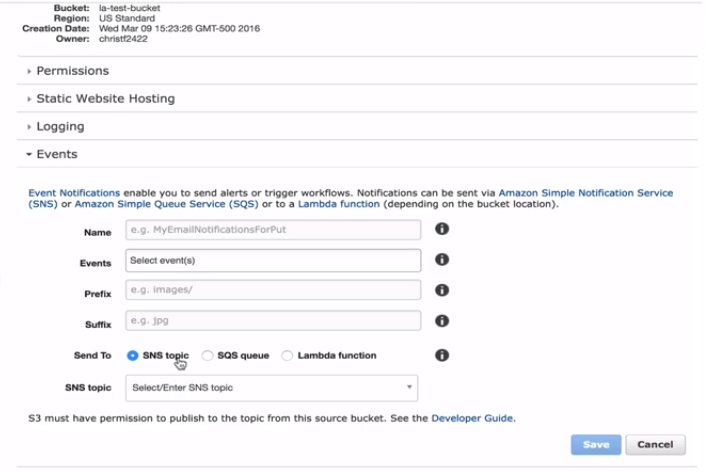 Bucket: la-test-bucket
Region: US Standard
Creation Date: Wed Mar 09 15:23:26 GMT-500 2016
Owner: christf2422
Permissions
Static Website Hosting
Logging
Events
Event Notifications enable you to send alerts or trigger workflows. Notifications can be sent via Amazon Simple Notification Service
(SNS) or Amazon Simple Queue Service (SQS) or to a Lambda function (depending on the bucket location).
Name e.g. MyEmailNotificationsForPut
Events Select event(s)
Prefix e.g. images/
Suffix e.g. jpg
Send To SNS topic SQS queue Lambda function
SNS topic Select/Enter SNS topic
S3 must have permission to publish to the topic from this source bucket. See the Developer Guide.
Save Cancel